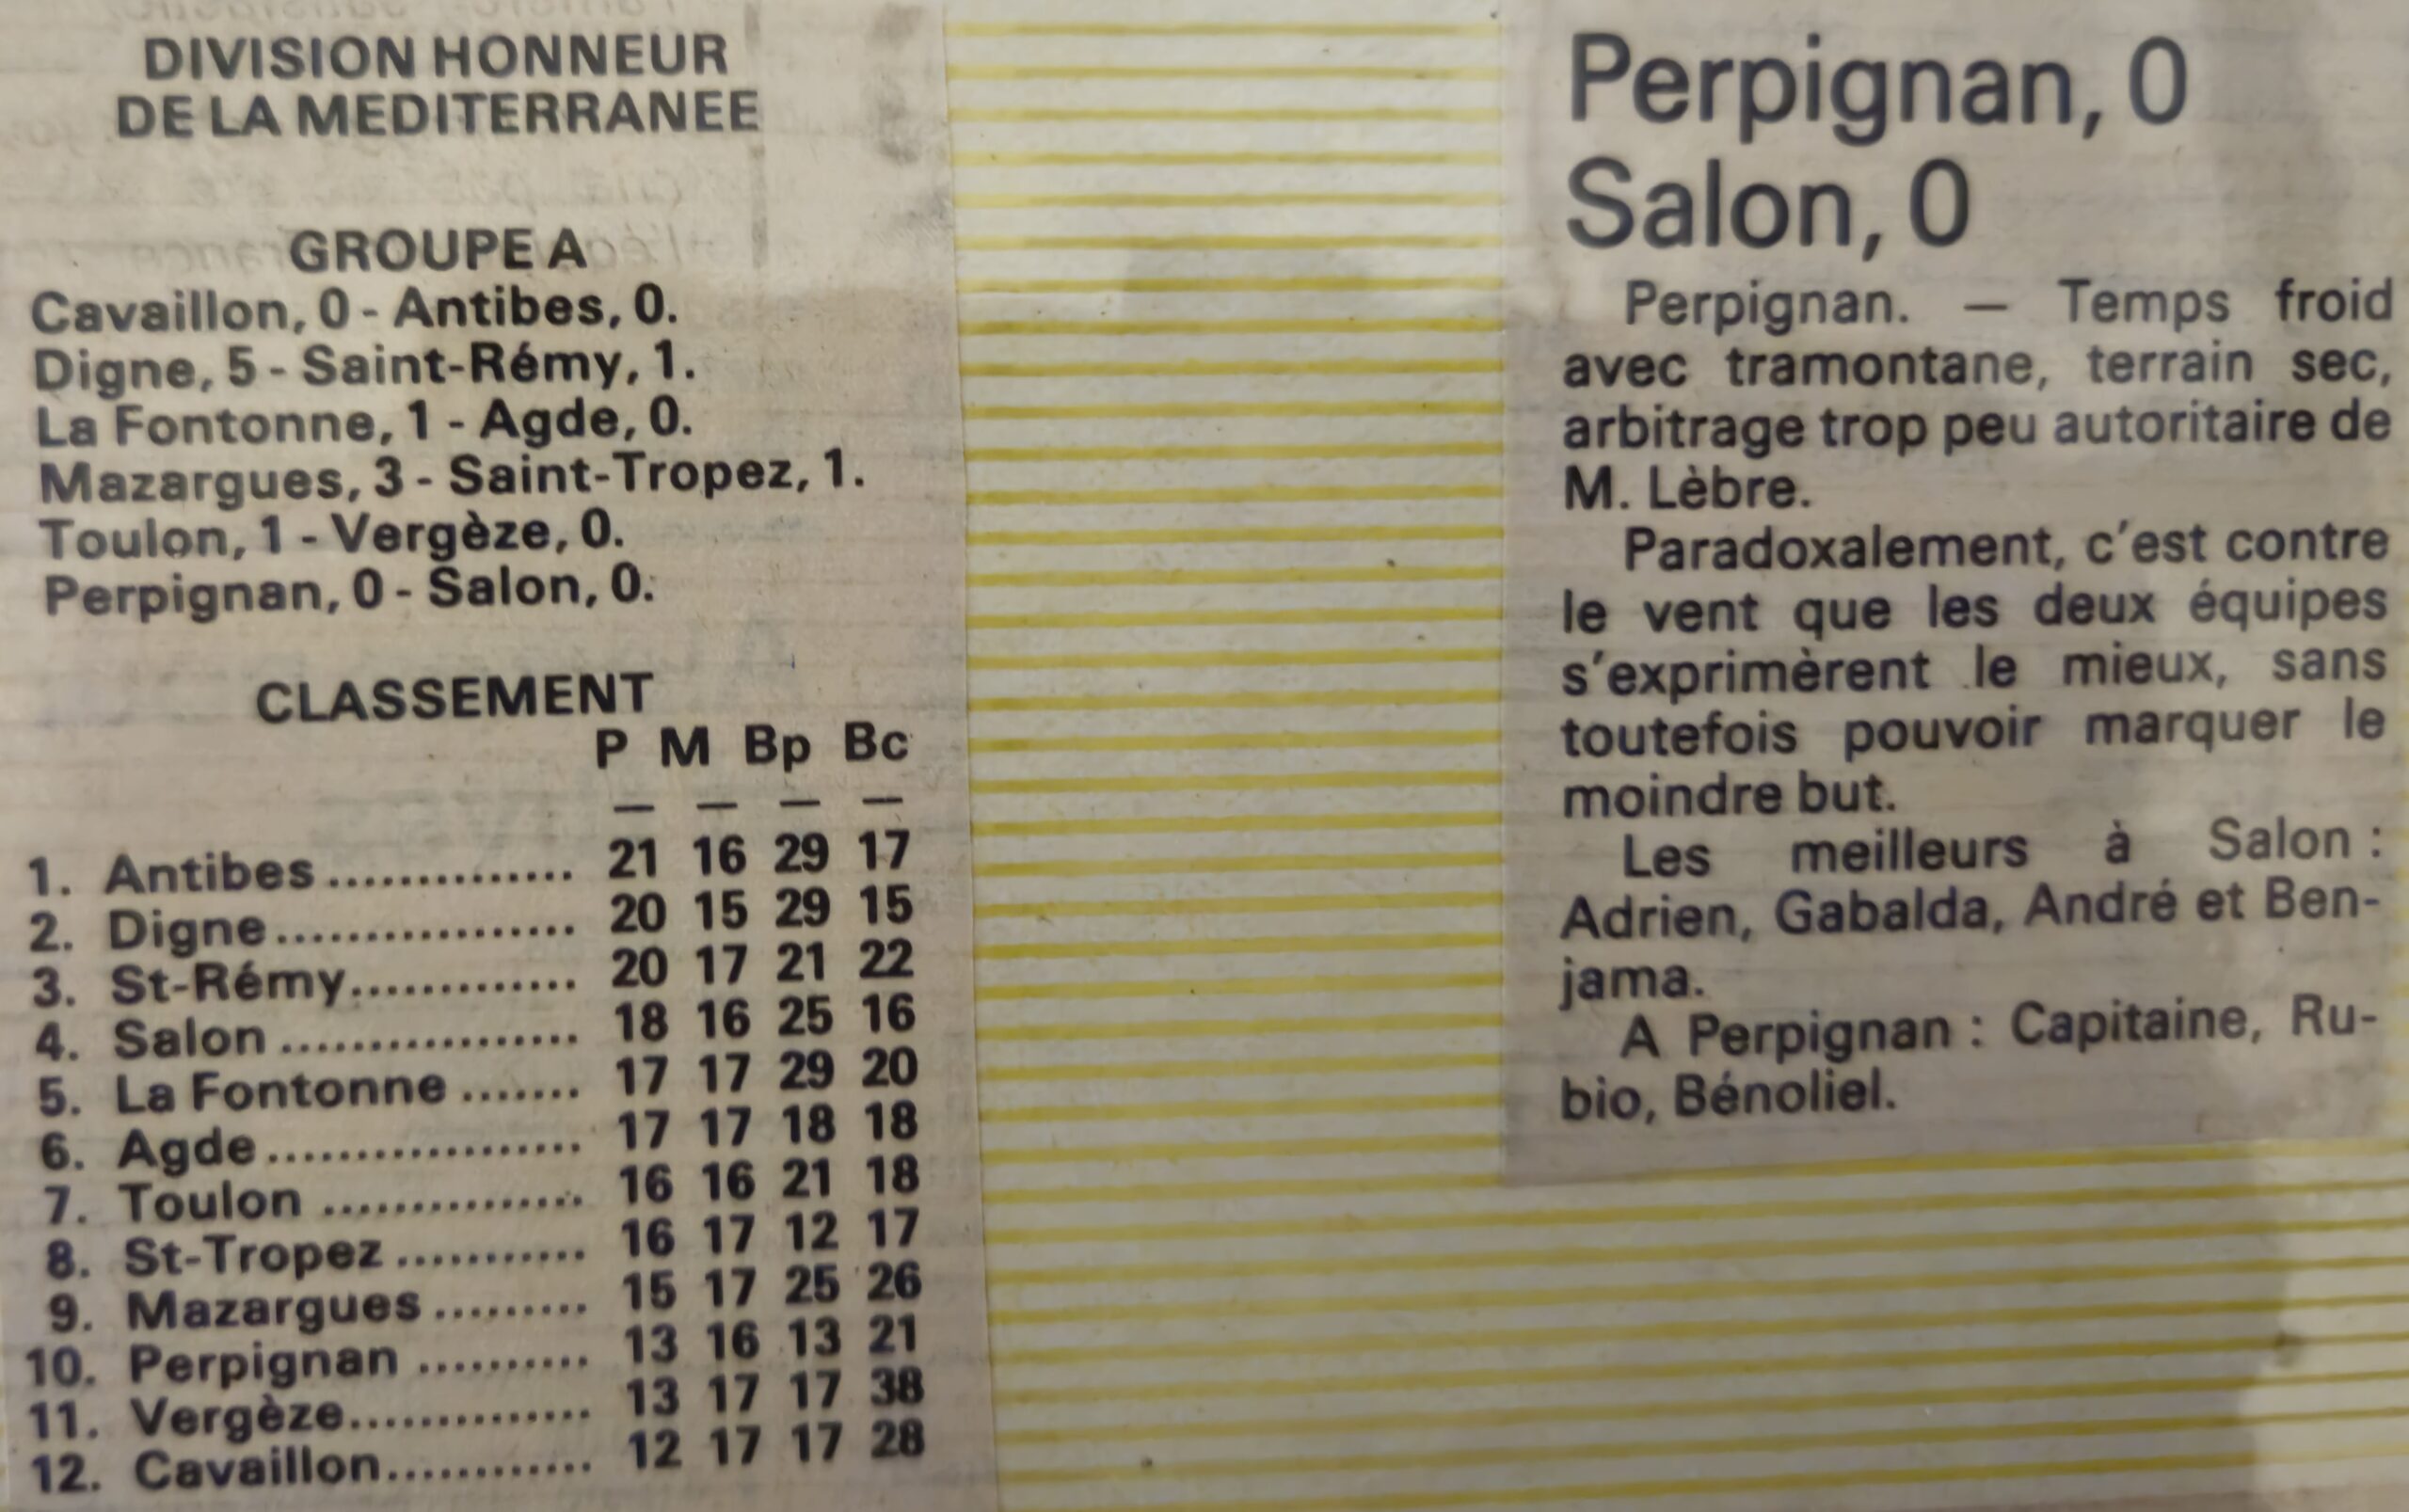 DIVISION HONNEUR
DE LA MEDITERRANEE
GROUPE A
Cavaillon, 0 - Antibes, 0.
Digne, 5 - Saint-Rémy, 1.
La Fontonne, 1 - Agde, 0.
Mazargues, 3 - Saint-Tropez, 1.
Toulon, 1 - Vergèze, 0.
Perpignan, 0 - Salon, 0.
CLASSEMENT
P M Bp Bc
— — — —
1. Antibes .............. 21 16 29 17
2. Digne ................. 20 15 29 15
3. St-Rémy ............. 20 17 21 22
4. Salon ................. 18 16 25 16
5. La Fontonne ....... 17 17 29 20
6. Agde .................. 17 17 18 18
7. Toulon ............... 16 16 21 18
8. St-Tropez ........... 16 17 12 17
9. Mazargues ......... 15 17 25 26
10. Perpignan .......... 13 16 13 21
11. Vergèze .............. 13 17 17 38
12. Cavaillon ............ 12 17 17 28
Perpignan, 0
Salon, 0
Perpignan. — Temps froid
avec tramontane, terrain sec,
arbitrage trop peu autoritaire de
M. Lèbre.
Paradoxalement, c'est contre
le vent que les deux équipes
s'exprimèrent le mieux, sans
toutefois pouvoir marquer le
moindre but.
Les meilleurs à Salon :
Adrien, Gabalda, André et Ben-
jama.
A Perpignan : Capitaine, Ru-
bio, Bénoliel.